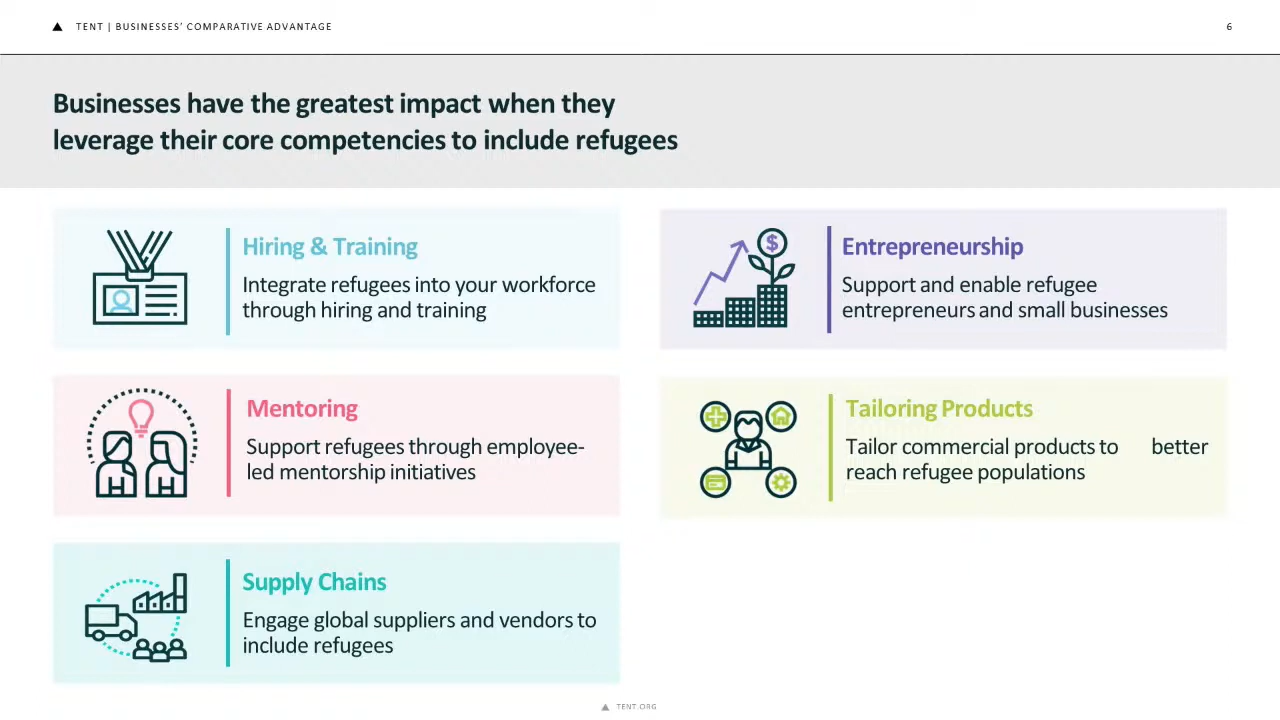 TENT | BUSINESSES’ COMPARATIVE ADVANTAGE
6
Businesses have the greatest impact when they
leverage their core competencies to include refugees
Hiring & Training
Integrate refugees into your workforce
through hiring and training
Mentoring
Support refugees through employee-
led mentorship initiatives
Supply Chains
Engage global suppliers and vendors to
include refugees
$
Entrepreneurship
Support and enable refugee
entrepreneurs and small businesses
Tailoring Products
Tailor commercial products to better
reach refugee populations
TENT.ORG